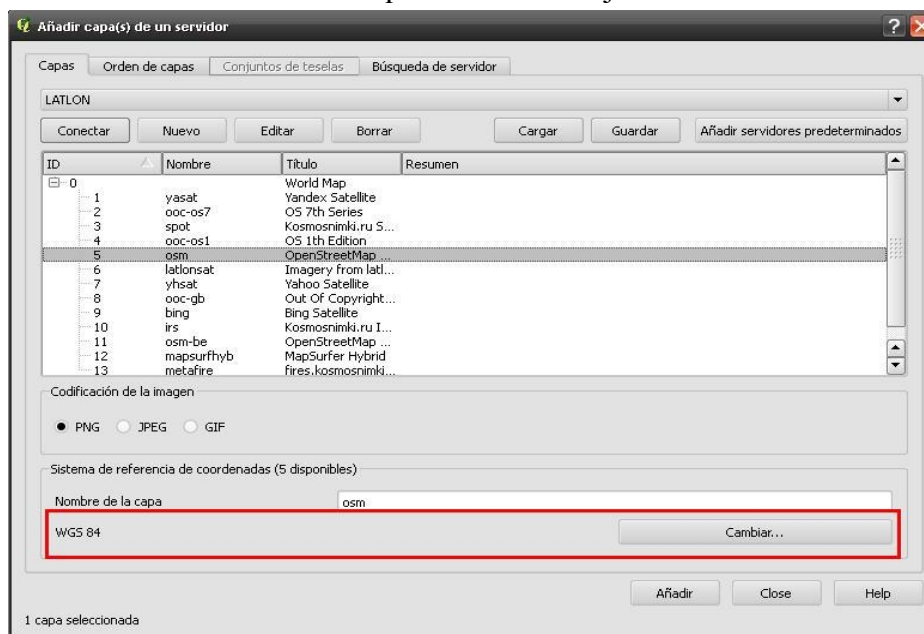 Añadir capa(s) de un servidor
Capas Orden de capas Conjuntos de teselas Búsqueda de servidor
LATLON
Conectar Nuevo Editar Borrar Cargar Guardar Añadir servidores predeterminados
ID Nombre Título Resumen
0 World Map
1 yasat Yandex Satellite
2 ooc-os7 OS 7th Series
3 spot Kosmosnimki.ru S...
4 ooc-os1 OS 1th Edition
5 osm OpenStreetMap ...
6 latlonsat Imagery from latl...
7 yhsat Yahoo Satellite
8 ooc-gb Out Of Copyright...
9 bing Bing Satellite
10 irs Kosmosnimki.ru I...
11 osm-be OpenStreetMap ...
12 mapsurfhyb MapSurfer Hybrid
13 metafire fires.kosmosnimki...
Codificación de la imagen
PNG JPEG GIF
Sistema de referencia de coordenadas (5 disponibles)
Nombre de la capa osm
WGS 84 Cambiar...
Añadir Close Help
1 capa seleccionada